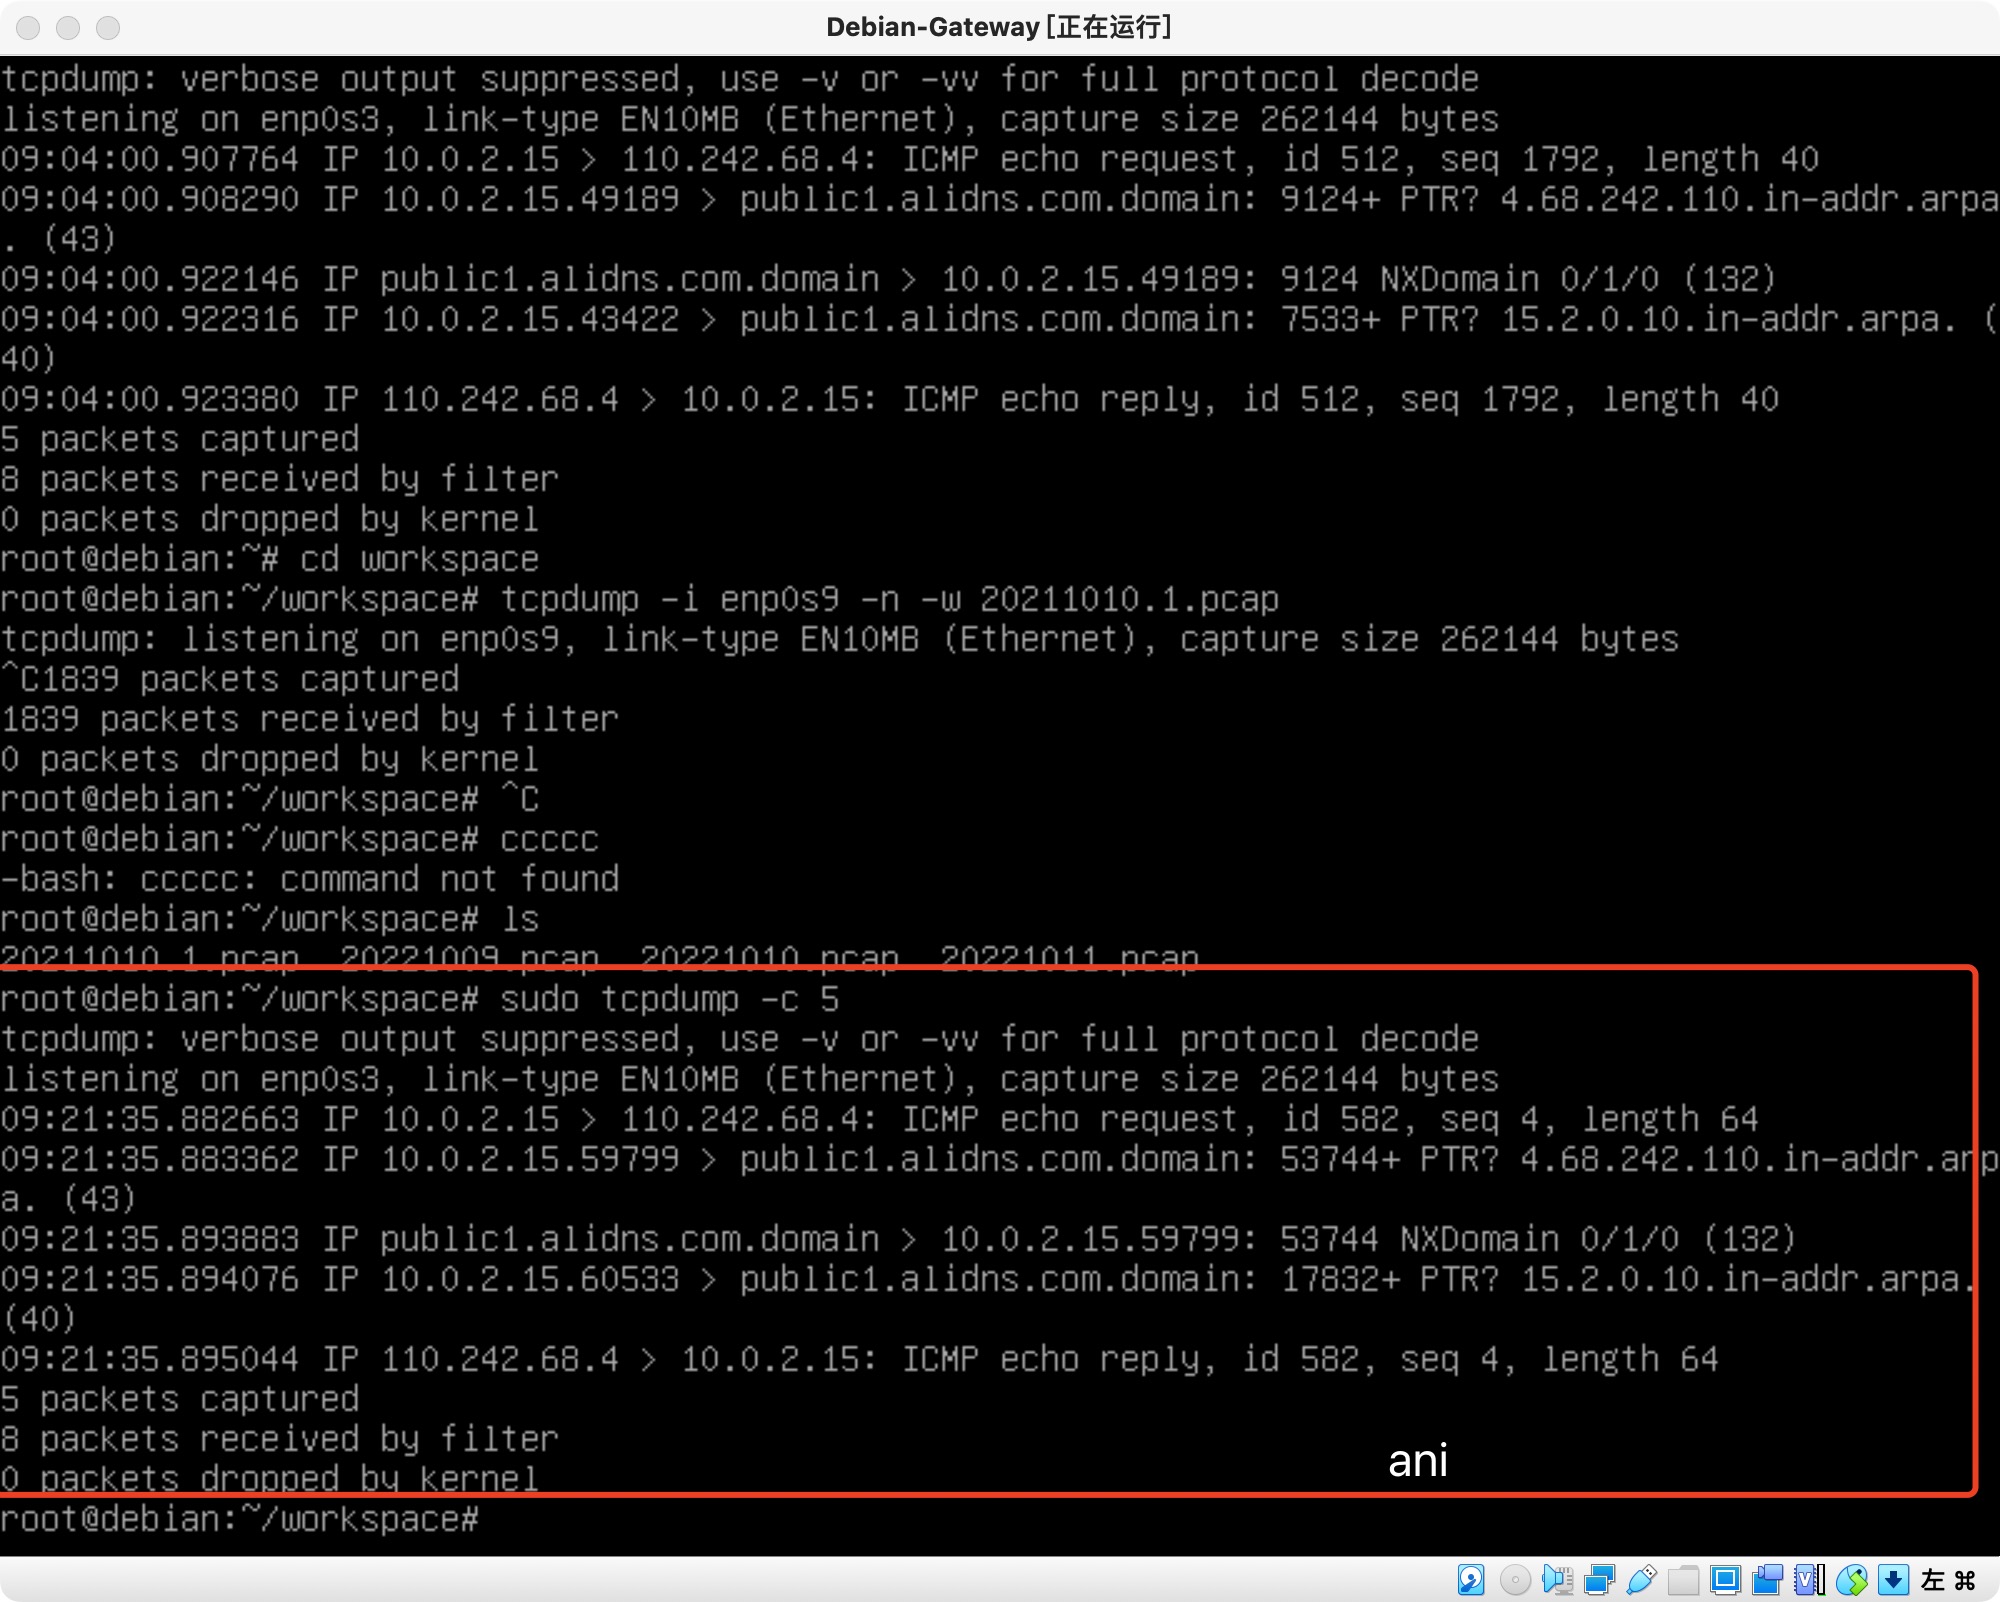 Debian-Gateway [正在运行]
tcpdump: verbose output suppressed, use -v or -vv for full protocol decode
listening on enp0s3, link-type EN10MB (Ethernet), capture size 262144 bytes
09:04:00.907764 IP 10.0.2.15 > 110.242.68.4: ICMP echo request, id 512, seq 1792, length 40
09:04:00.908290 IP 10.0.2.15.49189 > public1.alidns.com.domain: 9124+ PTR? 4.68.242.110.in-addr.arpa
. (43)
09:04:00.922146 IP public1.alidns.com.domain > 10.0.2.15.49189: 9124 NXDomain 0/1/0 (132)
09:04:00.922316 IP 10.0.2.15.43422 > public1.alidns.com.domain: 7533+ PTR? 15.2.0.10.in-addr.arpa. (
40)
09:04:00.923380 IP 110.242.68.4 > 10.0.2.15: ICMP echo reply, id 512, seq 1792, length 40
5 packets captured
8 packets received by filter
0 packets dropped by kernel
root@debian:~# cd workspace
root@debian:~/workspace# tcpdump -i enp0s9 -n -w 20211010.1.pcap
tcpdump: listening on enp0s9, link-type EN10MB (Ethernet), capture size 262144 bytes
^C1839 packets captured
1839 packets received by filter
0 packets dropped by kernel
root@debian:~/workspace# ^C
root@debian:~/workspace# ccccc
-bash: ccccc: command not found
root@debian:~/workspace# ls
20211010.1.pcap  20221009.pcap  20221010.pcap  20221011.pcap
root@debian:~/workspace# sudo tcpdump -c 5
tcpdump: verbose output suppressed, use -v or -vv for full protocol decode
listening on enp0s3, link-type EN10MB (Ethernet), capture size 262144 bytes
09:21:35.882663 IP 10.0.2.15 > 110.242.68.4: ICMP echo request, id 582, seq 4, length 64
09:21:35.883362 IP 10.0.2.15.59799 > public1.alidns.com.domain: 53744+ PTR? 4.68.242.110.in-addr.arp
a. (43)
09:21:35.893883 IP public1.alidns.com.domain > 10.0.2.15.59799: 53744 NXDomain 0/1/0 (132)
09:21:35.894076 IP 10.0.2.15.60533 > public1.alidns.com.domain: 17832+ PTR? 15.2.0.10.in-addr.arpa.
(40)
09:21:35.895044 IP 110.242.68.4 > 10.0.2.15: ICMP echo reply, id 582, seq 4, length 64
5 packets captured
8 packets received by filter
ani
0 packets dropped by kernel
root@debian:~/workspace#
左 ⌘